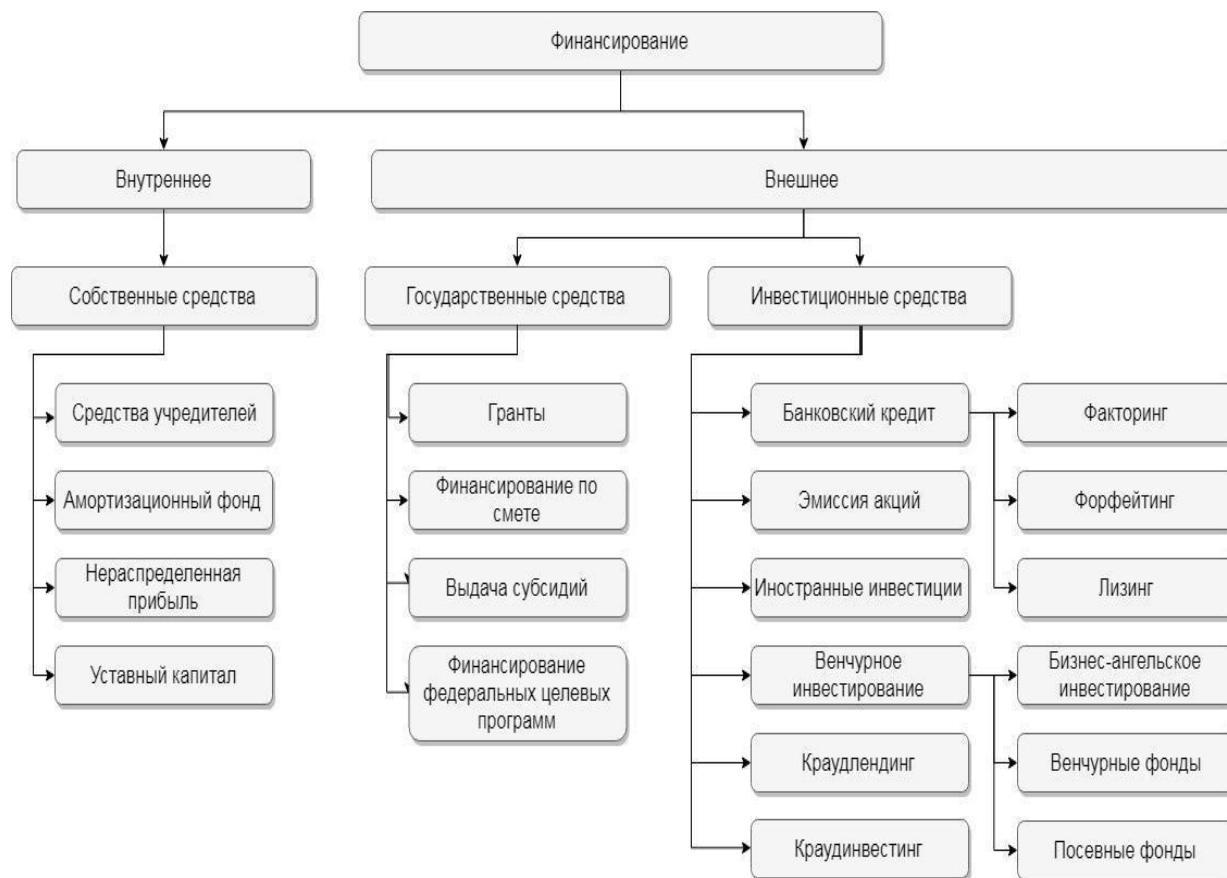 Финансирование
Внутреннее
Внешнее
Собственные средства
Государственные средства
Инвестиционные средства
Средства учредителей
Гранты
Банковский кредит
Факторинг
Амортизационный фонд
Финансирование по
смете
Эмиссия акций
Форфейтинг
Нераспределенная
прибыль
Выдача субсидий
Иностранные инвестиции
Лизинг
Уставный капитал
Финансирование
федеральных целевых
программ
Венчурное
инвестирование
Бизнес-ангельское
инвестирование
Краудлендинг
Венчурные фонды
Краудинвестинг
Посевные фонды